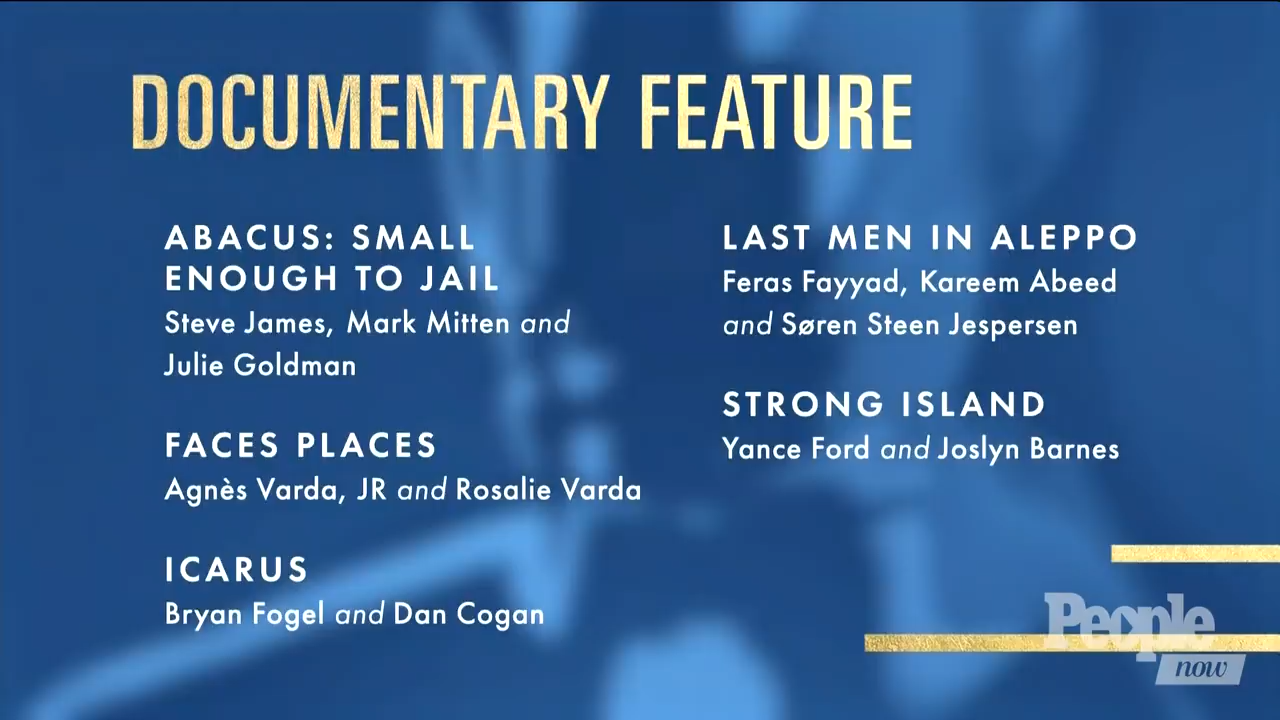 DOCUMENTARY FEATURE
ABACUS: SMALL
ENOUGH TO JAIL
Steve James, Mark Mitten and
Julie Goldman
FACES PLACES
Agnès Varda, JR and Rosalie Varda
ICARUS
Bryan Fogel and Dan Cogan
LAST MEN IN ALEPPO
Feras Fayyad, Kareem Abeed
and Søren Steen Jespersen
STRONG ISLAND
Yance Ford and Joslyn Barnes
People
now